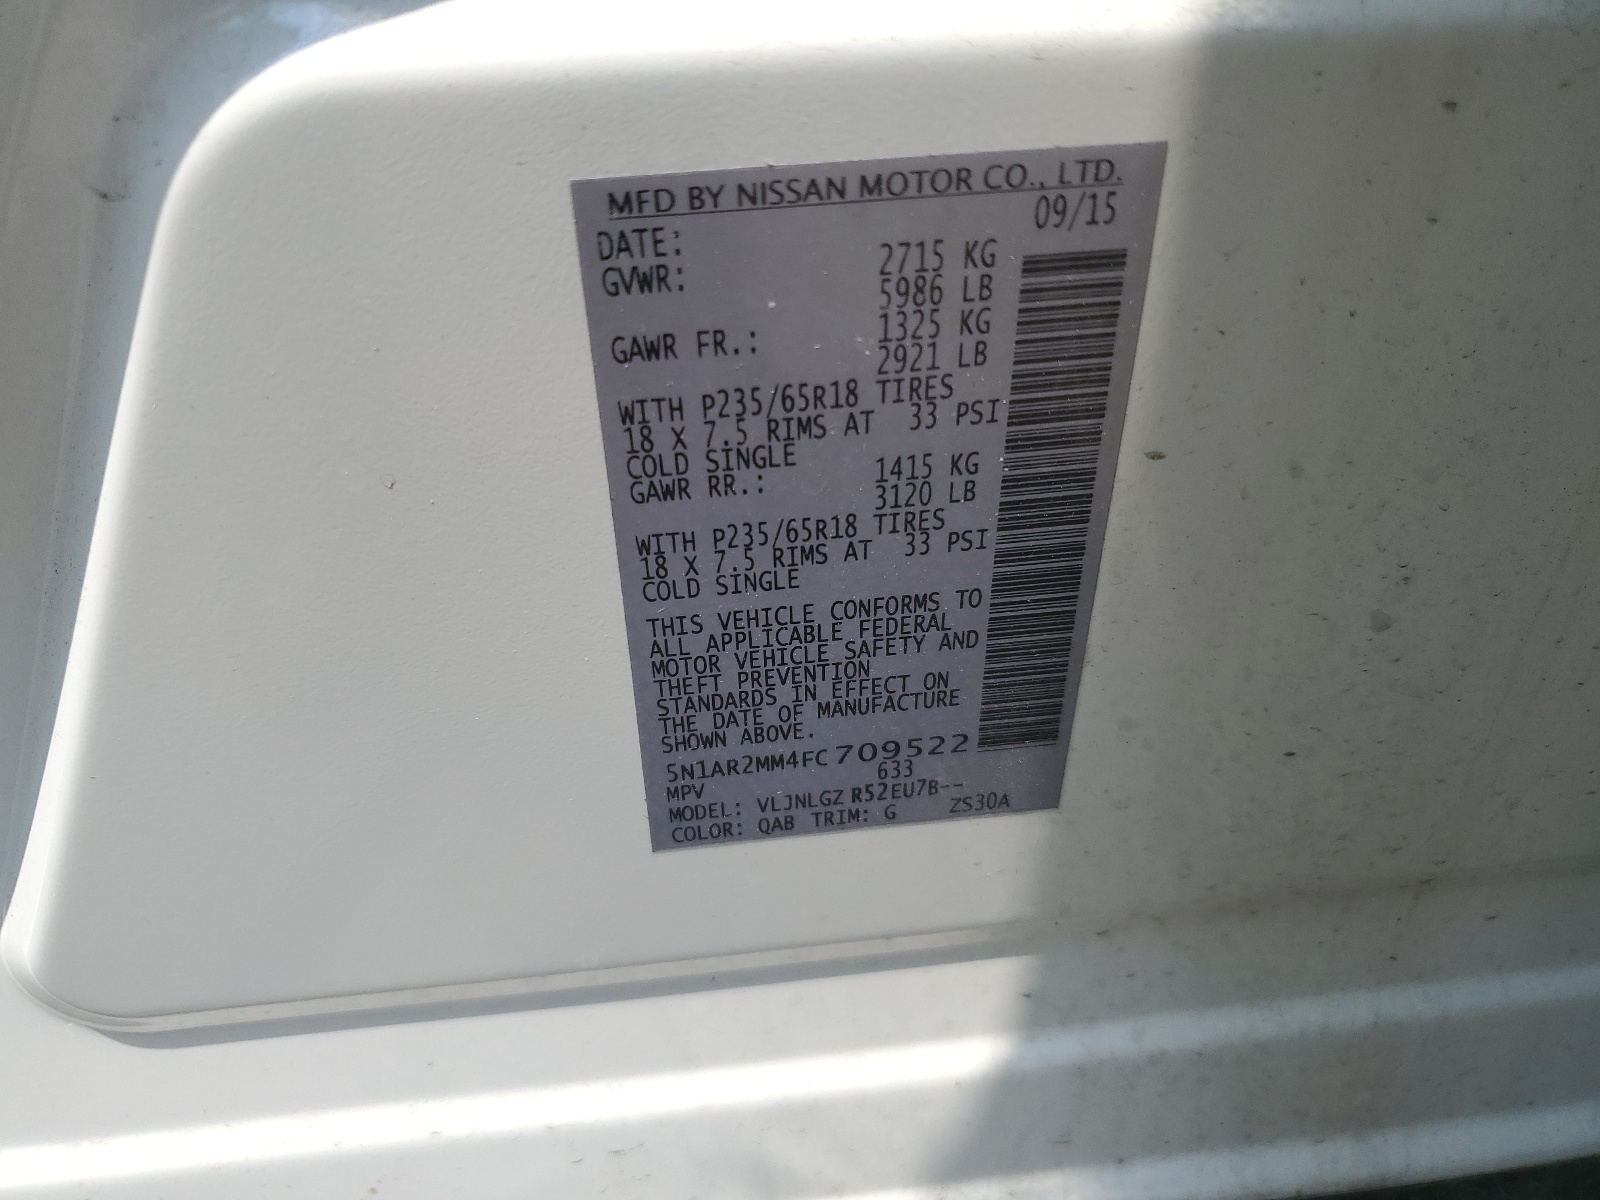 MFD BY NISSAN MOTOR CO., LTD.
DATE: 09/15
GVWR: 2715 KG
5986 LB
GAWR FR.: 1325 KG
2921 LB
WITH P235/65R18 TIRES
18 X 7.5 RIMS AT 33 PSI
COLD SINGLE
GAWR RR.: 1415 KG
3120 LB
WITH P235/65R18 TIRES
18 X 7.5 RIMS AT 33 PSI
COLD SINGLE
THIS VEHICLE CONFORMS TO
ALL APPLICABLE FEDERAL
MOTOR VEHICLE SAFETY AND
THEFT PREVENTION
STANDARDS IN EFFECT ON
THE DATE OF MANUFACTURE
SHOWN ABOVE.
5N1AR2MM4FC 709522
MPV 633
MODEL: VLJNLGZ R52EU7B--
COLOR: QAB TRIM: G ZS30A